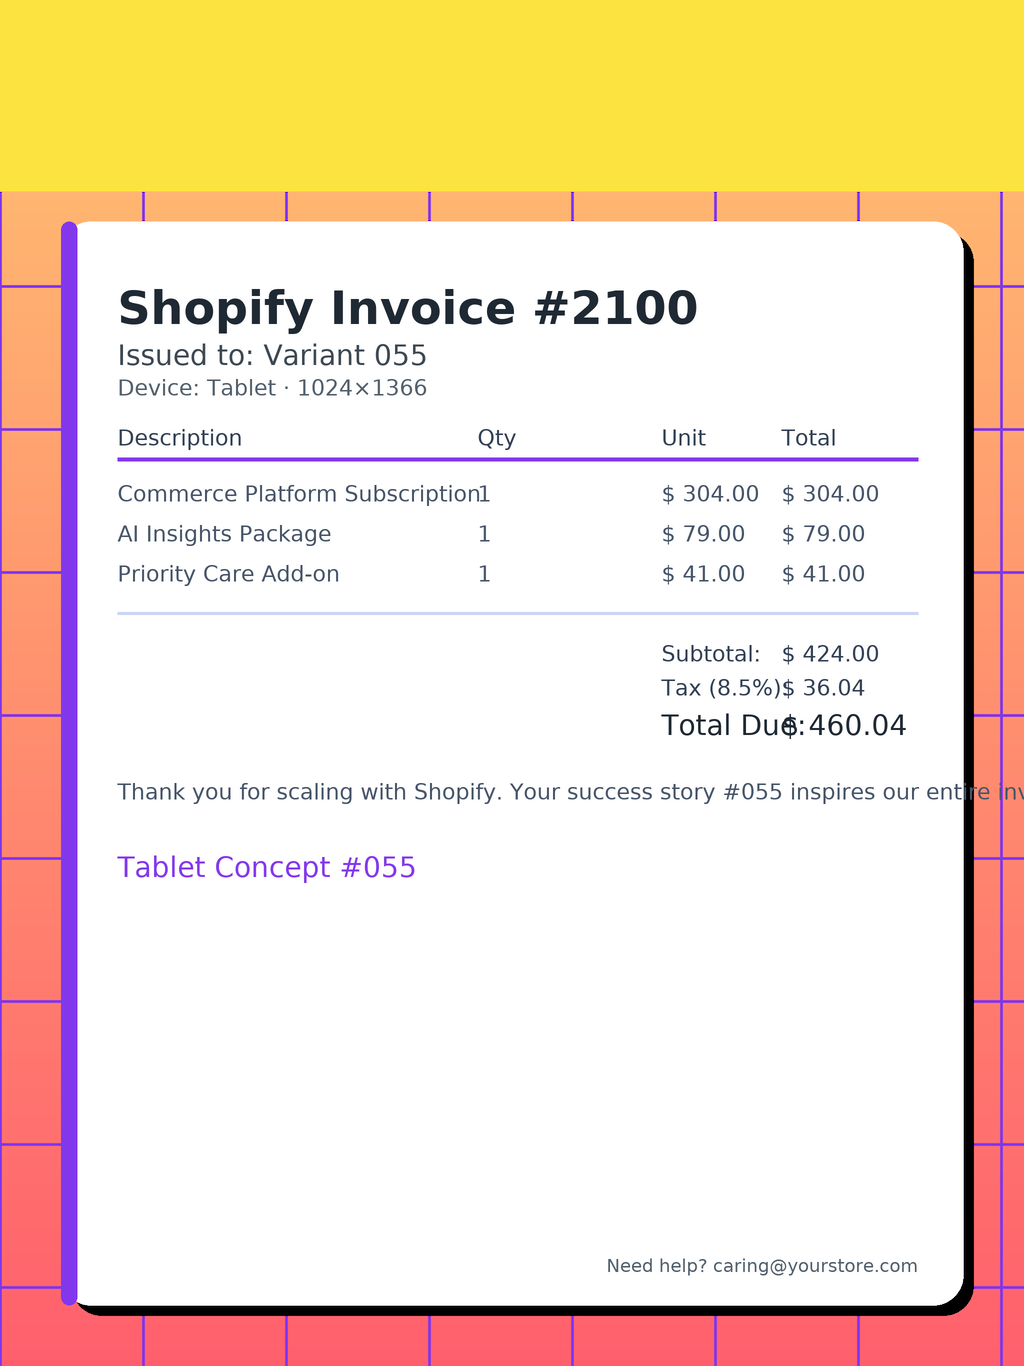 Shopify Invoice #2100
Issued to: Variant 055
Device: Tablet · 1024×1366
Description Qty Unit Total
Commerce Platform Subscription 1 $ 304.00 $ 304.00
AI Insights Package 1 $ 79.00 $ 79.00
Priority Care Add-on 1 $ 41.00 $ 41.00
Subtotal: $ 424.00
Tax (8.5%): $ 36.04
Total Due: $ 460.04
Thank you for scaling with Shopify. Your success story #055 inspires our entire
Tablet Concept #055
Need help? caring@yourstore.com